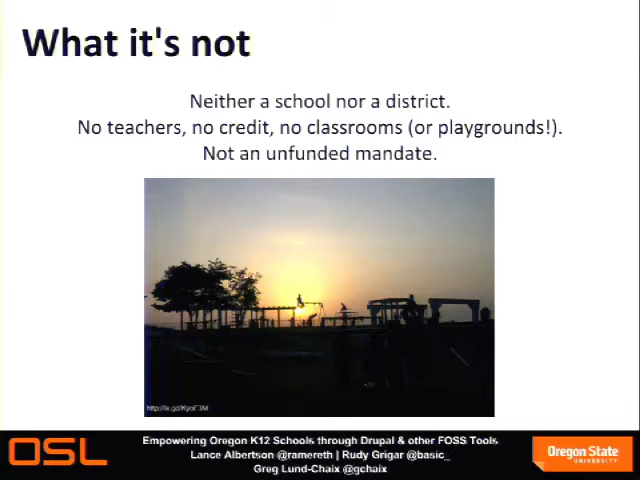 What it's not
Neither a school nor a district.
No teachers, no credit, no classrooms (or playgrounds!).
Not an unfunded mandate.
OSL
Empowering Oregon K12 Schools through Drupal & other FOSS Tools
Lance Albertson @ramereth | Rudy Grigar @basic_
Greg Lund-Chaix @gchaix
Oregon State
UNIVERSITY